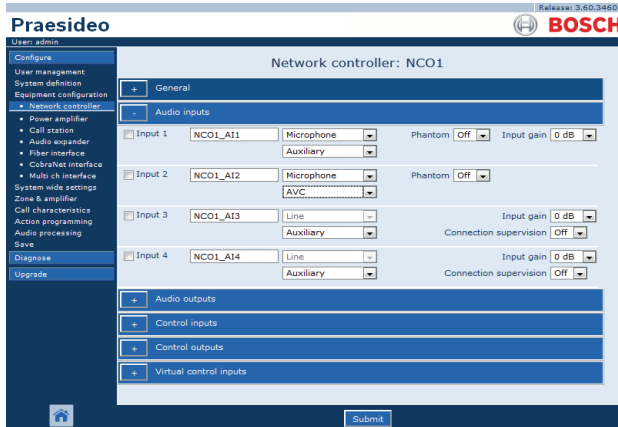 Release: 3.60.3460
Praesideo
BOSCH
User: admin
Configure
User management
System definition
Equipment configuration
• Network controller
• Power amplifier
• Call station
• Audio expander
• Fiber interface
• CobraNet interface
• Multi ch interface
System wide settings
Zone & amplifier
Call characteristics
Action programming
Audio processing
Save
Diagnose
Upgrade
Network controller: NCO1
+ General
- Audio inputs
Input 1 NCO1_AI1 Microphone Phantom Off Input gain 0 dB
Auxiliary
Input 2 NCO1_AI2 Microphone Phantom Off
AVC
Input 3 NCO1_AI3 Line Input gain 0 dB
Auxiliary Connection supervision Off
Input 4 NCO1_AI4 Line Input gain 0 dB
Auxiliary Connection supervision Off
+ Audio outputs
+ Control inputs
+ Control outputs
+ Virtual control inputs
Submit